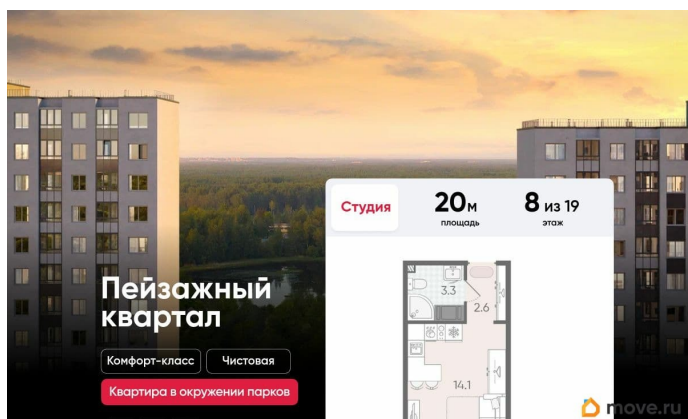 Студия
20м
площадь
8 из 19
этаж
3.3
2.6
14.1
Пейзажный
квартал
Комфорт-класс
Чистовая
Квартира в окружении парков
move.ru